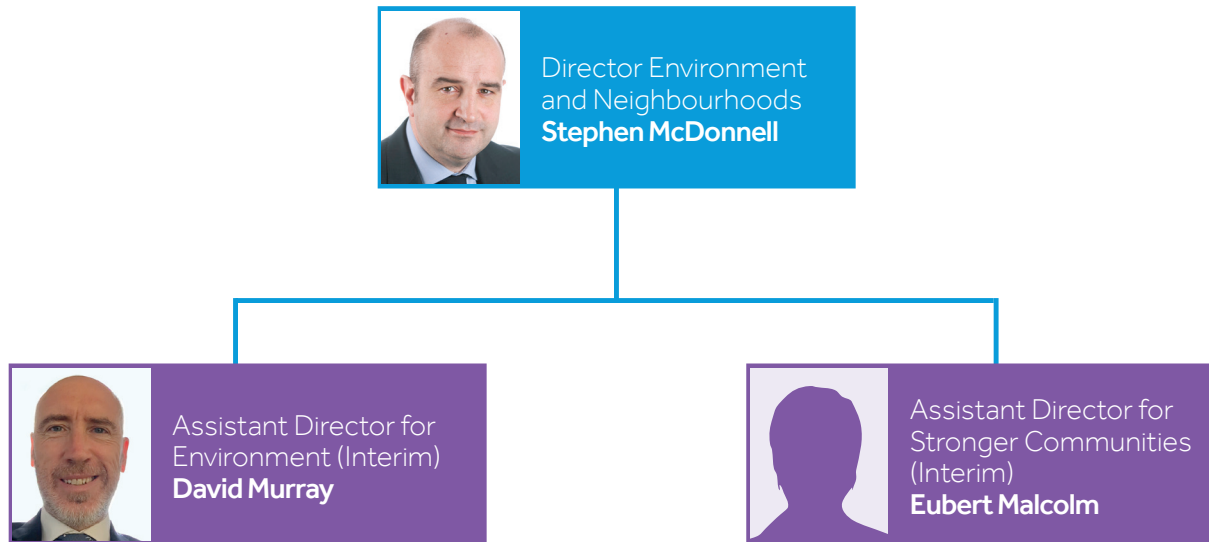 Director Environment
and Neighbourhoods
Stephen McDonnell
Assistant Director for
Environment (Interim)
David Murray
Assistant Director for
Stronger Communities
(Interim)
Eubert Malcolm